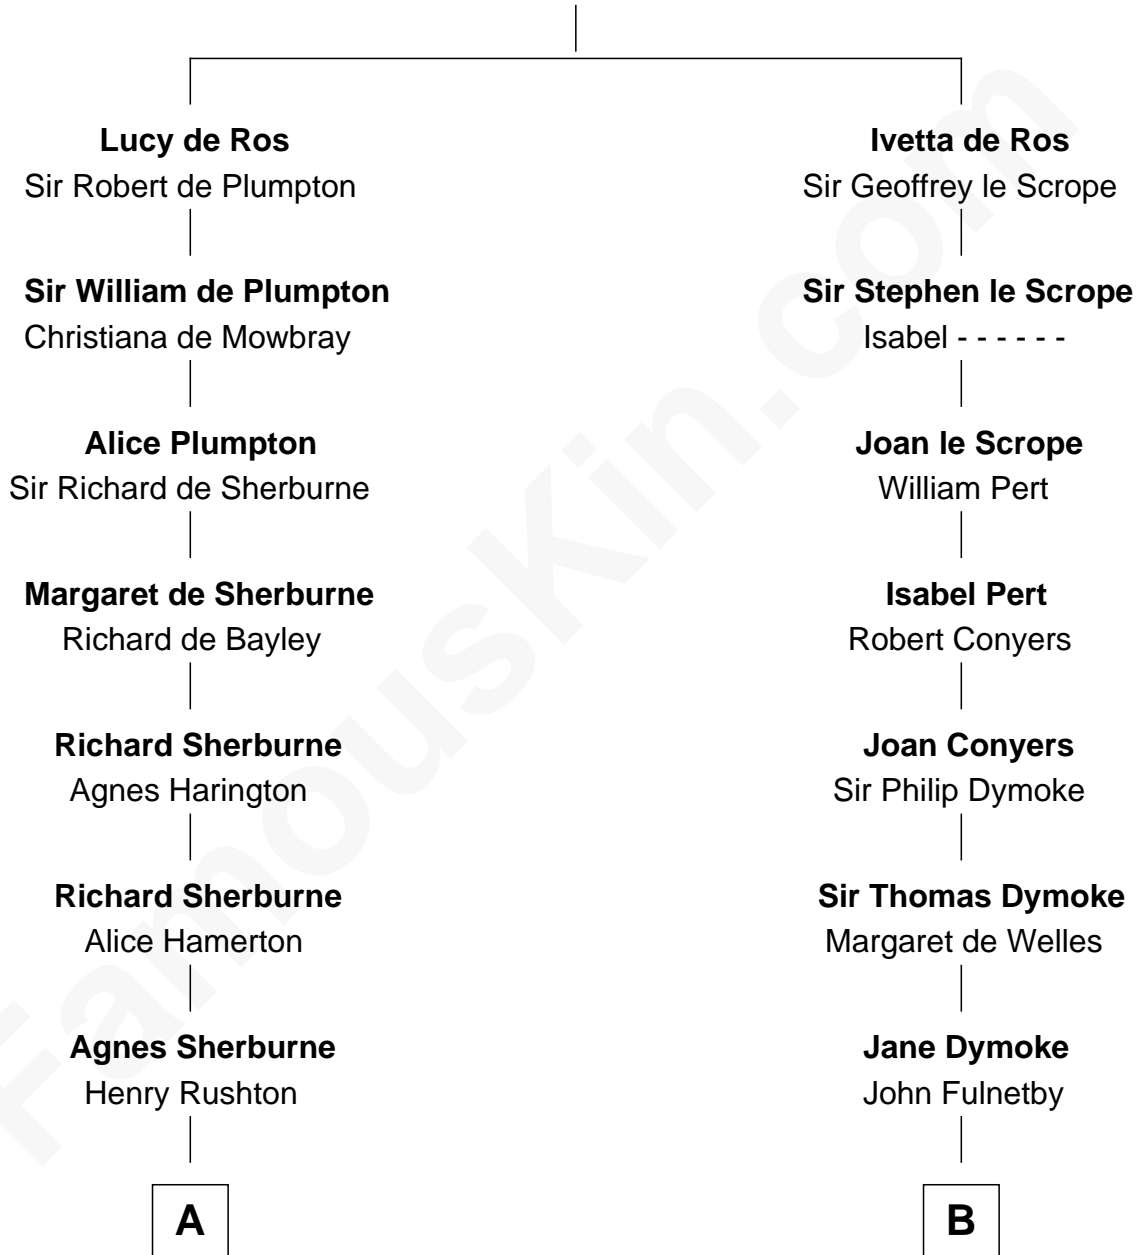 Lucy de Ros
Sir Robert de Plumpton
Sir William de Plumpton
Christiana de Mowbray
Alice Plumpton
Sir Richard de Sherburne
Margaret de Sherburne
Richard de Bayley
Richard Sherburne
Agnes Harington
Richard Sherburne
Alice Hamerton
Agnes Sherburne
Henry Rushton
A
Ivetta de Ros
Sir Geoffrey le Scrope
Sir Stephen le Scrope
Isabel - - - - - -
Joan le Scrope
William Pert
Isabel Pert
Robert Conyers
Joan Conyers
Sir Philip Dymoke
Sir Thomas Dymoke
Margaret de Welles
Jane Dymoke
John Fulnetby
B
FamousKin.com